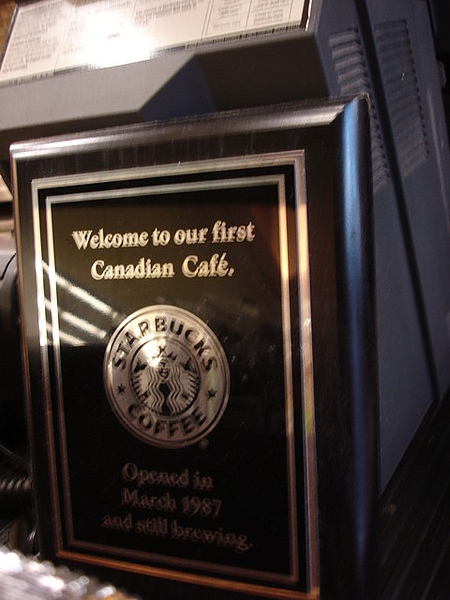 Welcome to our first
Canadian Café.
STARBUCKS
COFFEE
Opened in
March 1987
and still brewing.